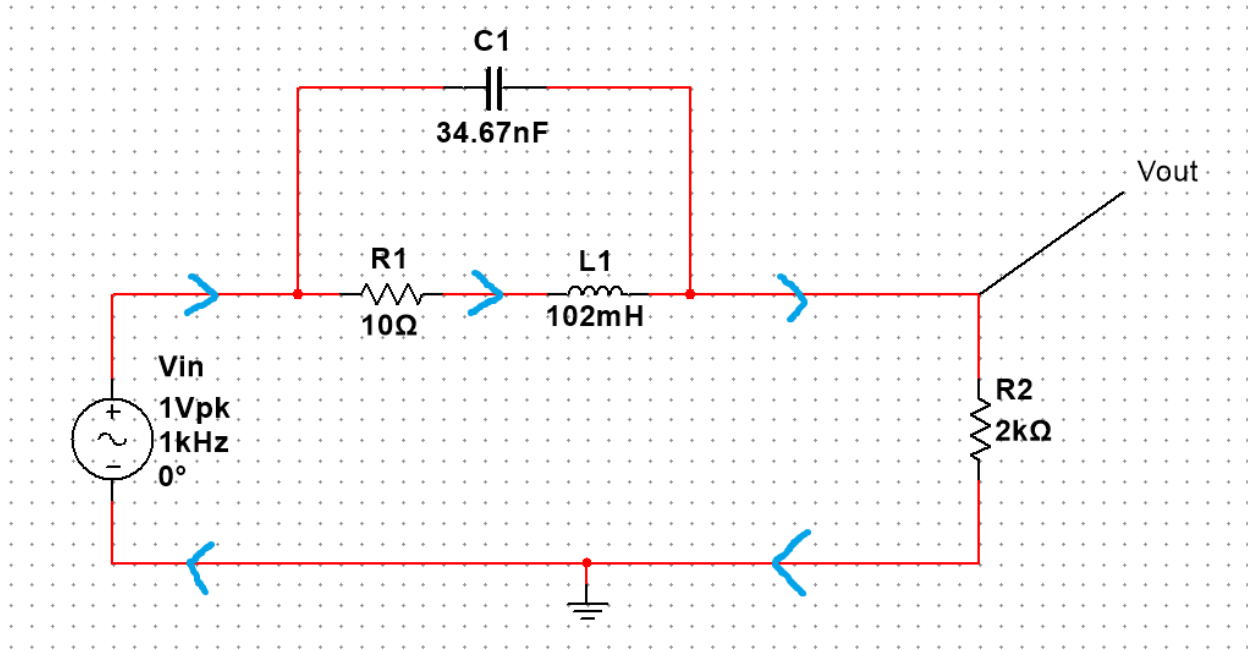 C1
34.67nF
Vout
R1
10Ω
L1
102mH
Vin
1Vpk
1kHz
0°
R2
2kΩ